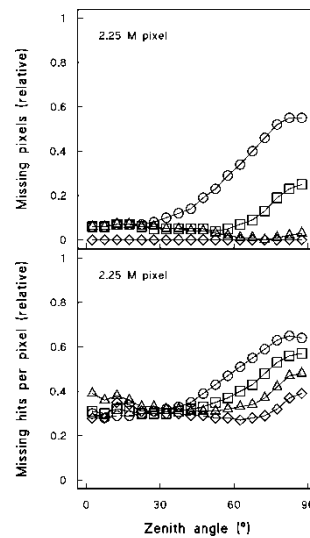 1
0.8
0.6
0.4
0.2
0
Missing pixels (relative)
2.25 M pixel
1
0.8
0.6
0.4
0.2
0
Missing hits per pixel (relative)
2.25 M pixel
0 30 60 90
Zenith angle (°)